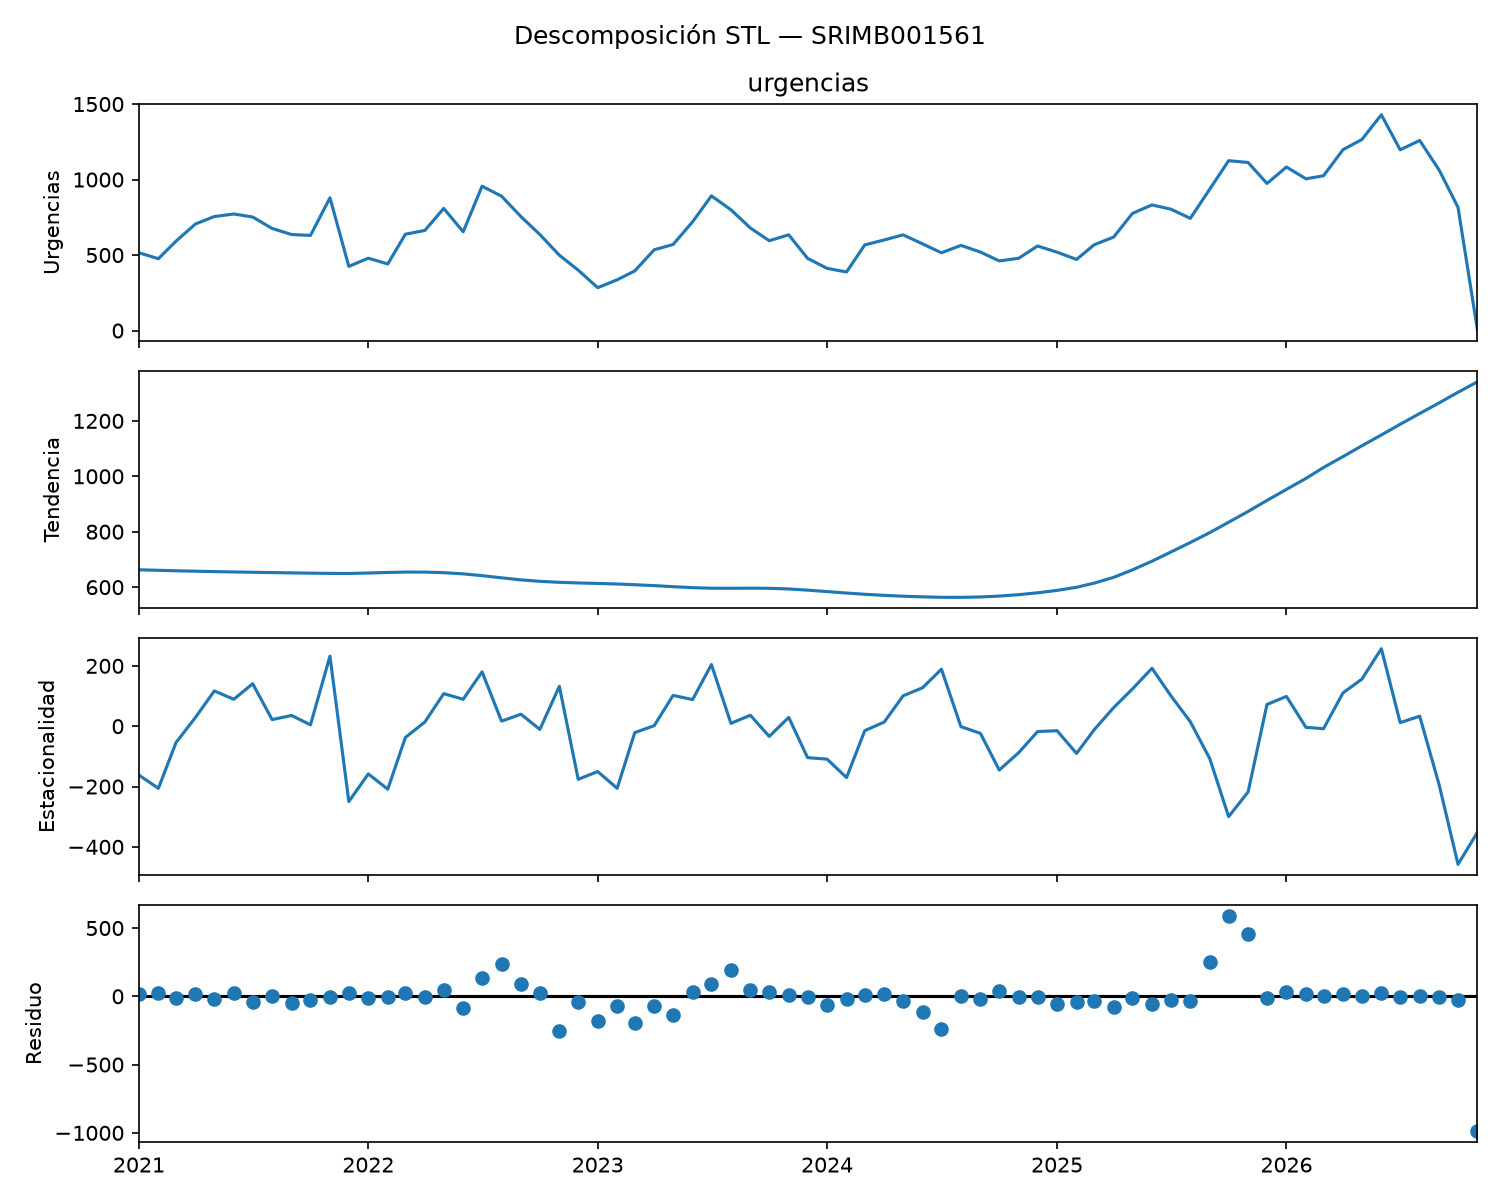 Descomposición STL — SRIMB001561
urgencias
Urgencias
1500
1000
500
0
Tendencia
1200
1000
800
600
Estacionalidad
200
0
−200
−400
Residuo
500
0
−500
−1000
2021 2022 2023 2024 2025 2026